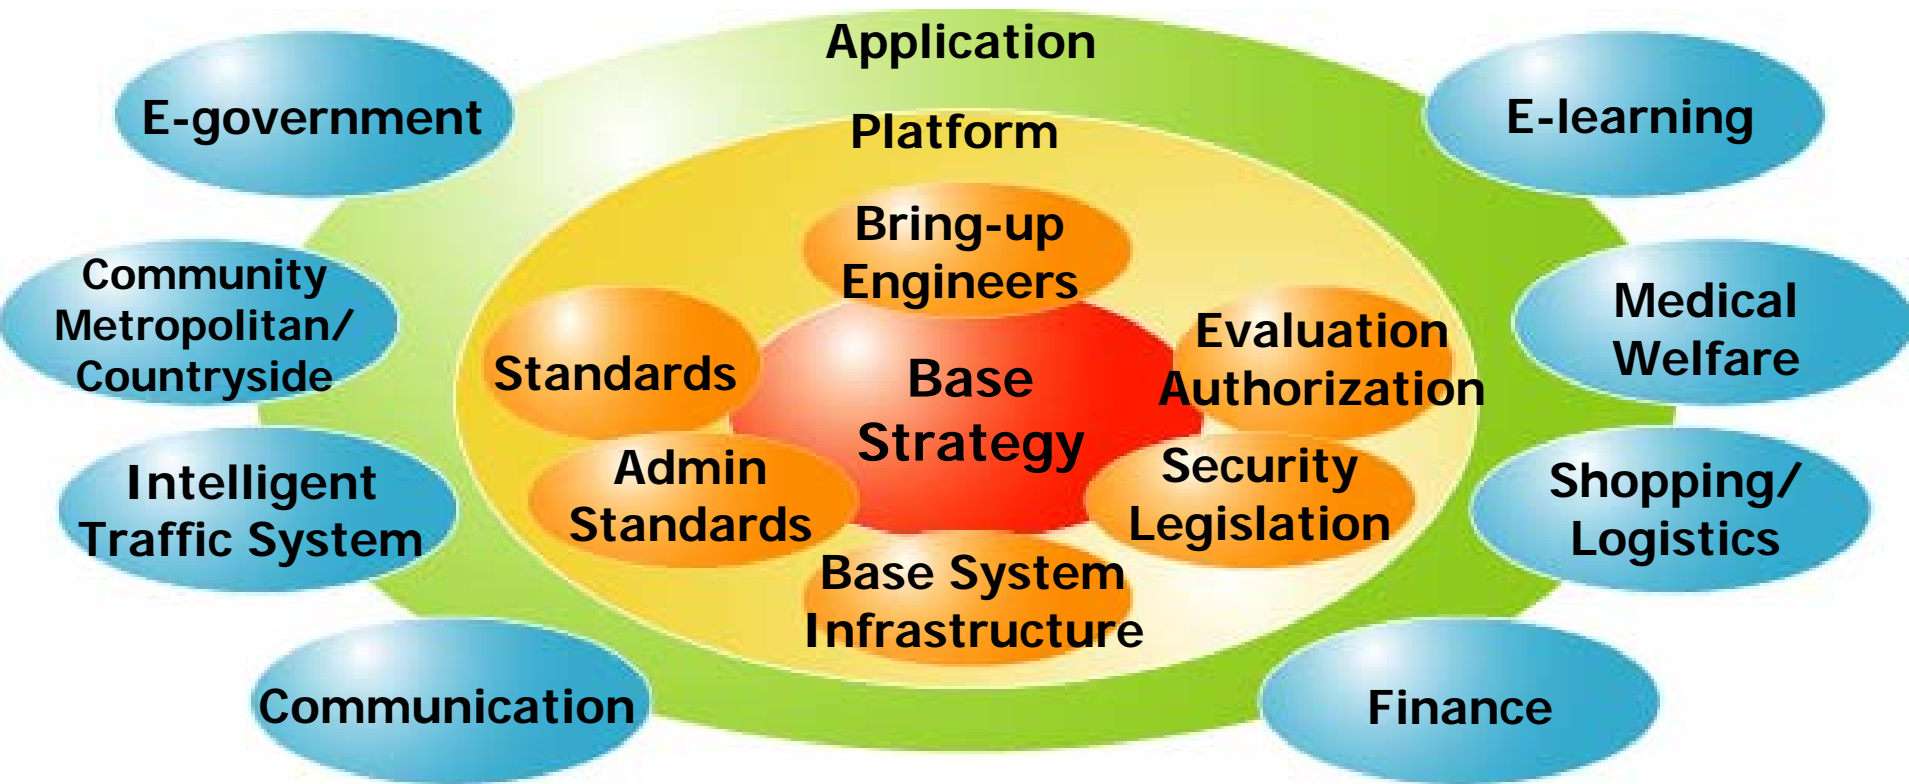 Application
E-government
E-learning
Platform
Bring-up
Engineers
Community
Metropolitan/
Countryside
Medical
Welfare
Standards
Evaluation
Authorization
Base
Strategy
Admin
Standards
Security
Legislation
Intelligent
Traffic System
Shopping/
Logistics
Base System
Infrastructure
Communication
Finance